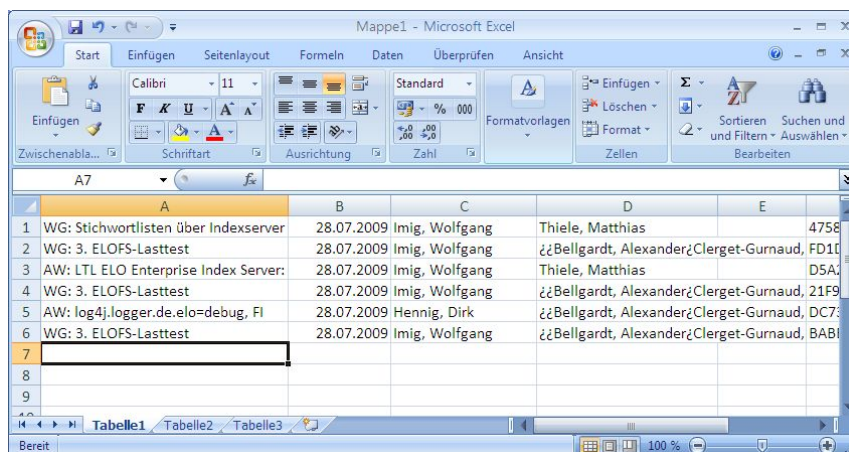 Mappe1 - Microsoft Excel
Start Einfügen Seitenlayout Formeln Daten Überprüfen Ansicht
Einfügen
Zwischenabla...
Calibri 11
F K U A A
A
Schriftart
Ausrichtung
Standard
% 000
,0 ,00
,00 ,0
Zahl
Formatvorlagen
Einfügen
Löschen
Format
Zellen
Σ
Sortieren und Filtern
Suchen und Auswählen
Bearbeiten
A7 fx
A B C D E
1 WG: Stichwortlisten über Indexserver 28.07.2009 Imig, Wolfgang Thiele, Matthias 4758
2 WG: 3. ELOFS-Lasttest 28.07.2009 Imig, Wolfgang ¿¿Bellgardt, Alexander¿Clerget-Gurnaud, FD1D
3 AW: LTL ELO Enterprise Index Server: 28.07.2009 Imig, Wolfgang Thiele, Matthias D5A2
4 WG: 3. ELOFS-Lasttest 28.07.2009 Imig, Wolfgang ¿¿Bellgardt, Alexander¿Clerget-Gurnaud, 21F9
5 AW: log4j.logger.de.elo=debug, FI 28.07.2009 Hennig, Dirk ¿¿Bellgardt, Alexander¿Clerget-Gurnaud, DC73
6 WG: 3. ELOFS-Lasttest 28.07.2009 Imig, Wolfgang ¿¿Bellgardt, Alexander¿Clerget-Gurnaud,
7
8
9
Tabelle1 Tabelle2 Tabelle3
Bereit 100 %